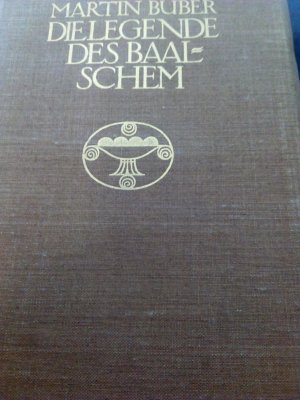 MARTIN BUBER
DIE LEGENDE
DES BAAL-
SCHEM